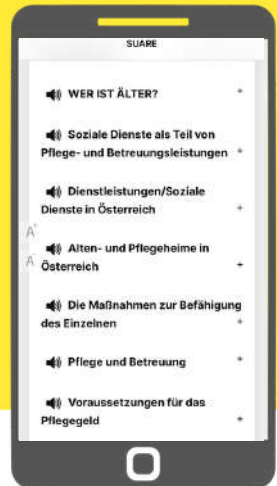 SUARE
WER IST ÄLTER? +
Soziale Dienste als Teil von
Pflege- und Betreuungsleistungen +
Dienstleistungen/Soziale
Dienste in Österreich +
A+
Alten- und Pflegeheime in
A-
Österreich +
Die Maßnahmen zur Befähigung
des Einzelnen +
Pflege und Betreuung +
Voraussetzungen für das
Pflegegeld +